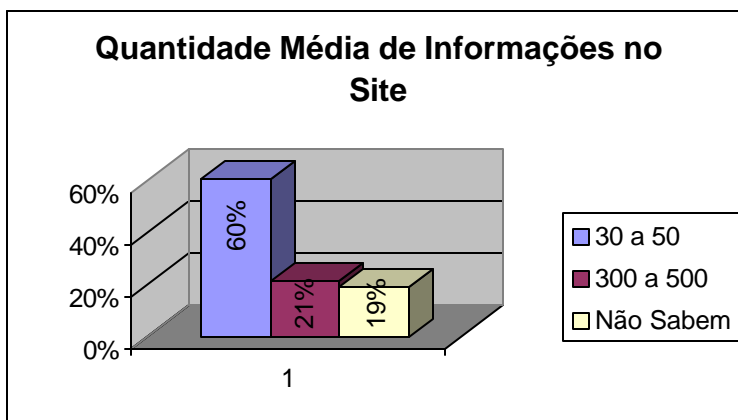 Quantidade Média de Informações no
Site
60%
40%
20%
0%
60%
21%
19%
1
30 a 50
300 a 500
Não Sabem